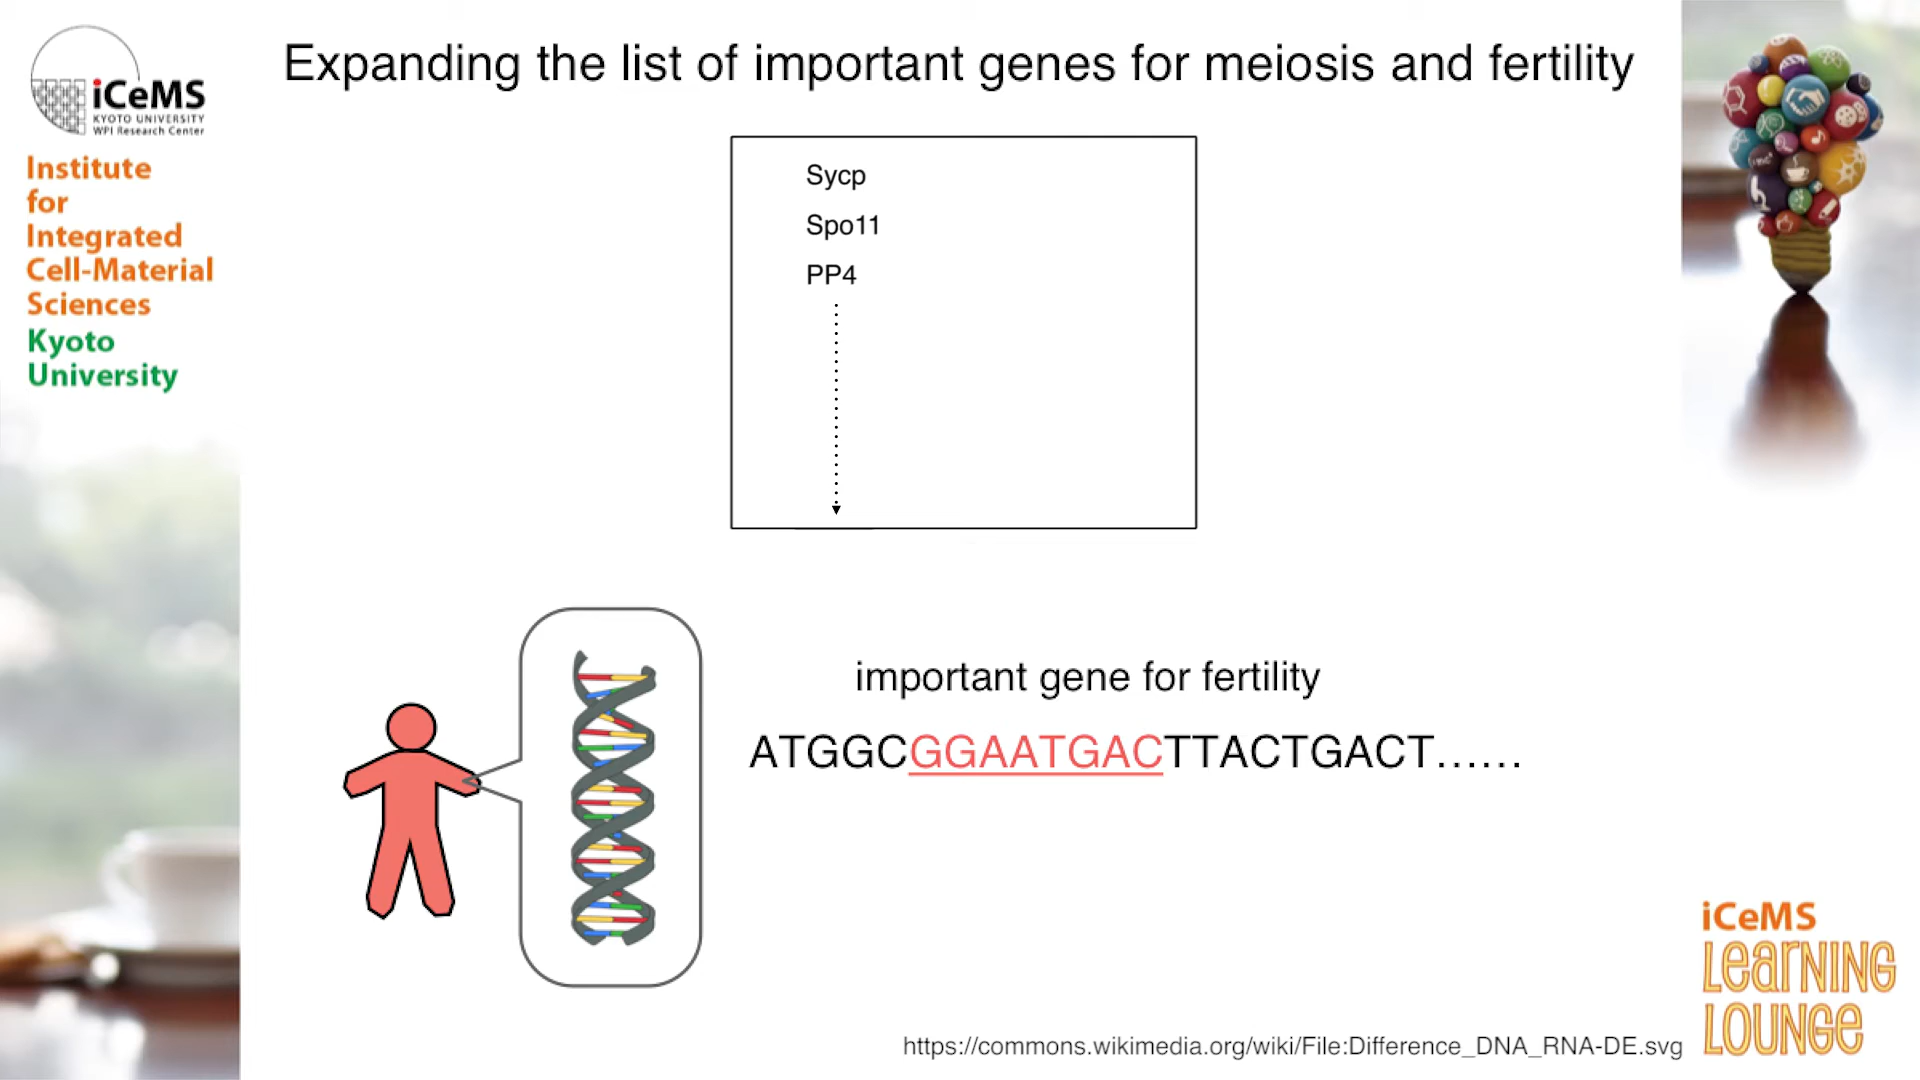 Expanding the list of important genes for meiosis and fertility
iCeMS
KYOTO UNIVERSITY
WPI Research Center
Institute
for
Integrated
Cell-Material
Sciences
Kyoto
University
Sycp
Spo11
PP4
important gene for fertility
ATGGCGGAATGACTTACTGACT......
iCeMS
LEARNING
LOUNGE
https://commons.wikimedia.org/wiki/File:Difference_DNA_RNA-DE.svg